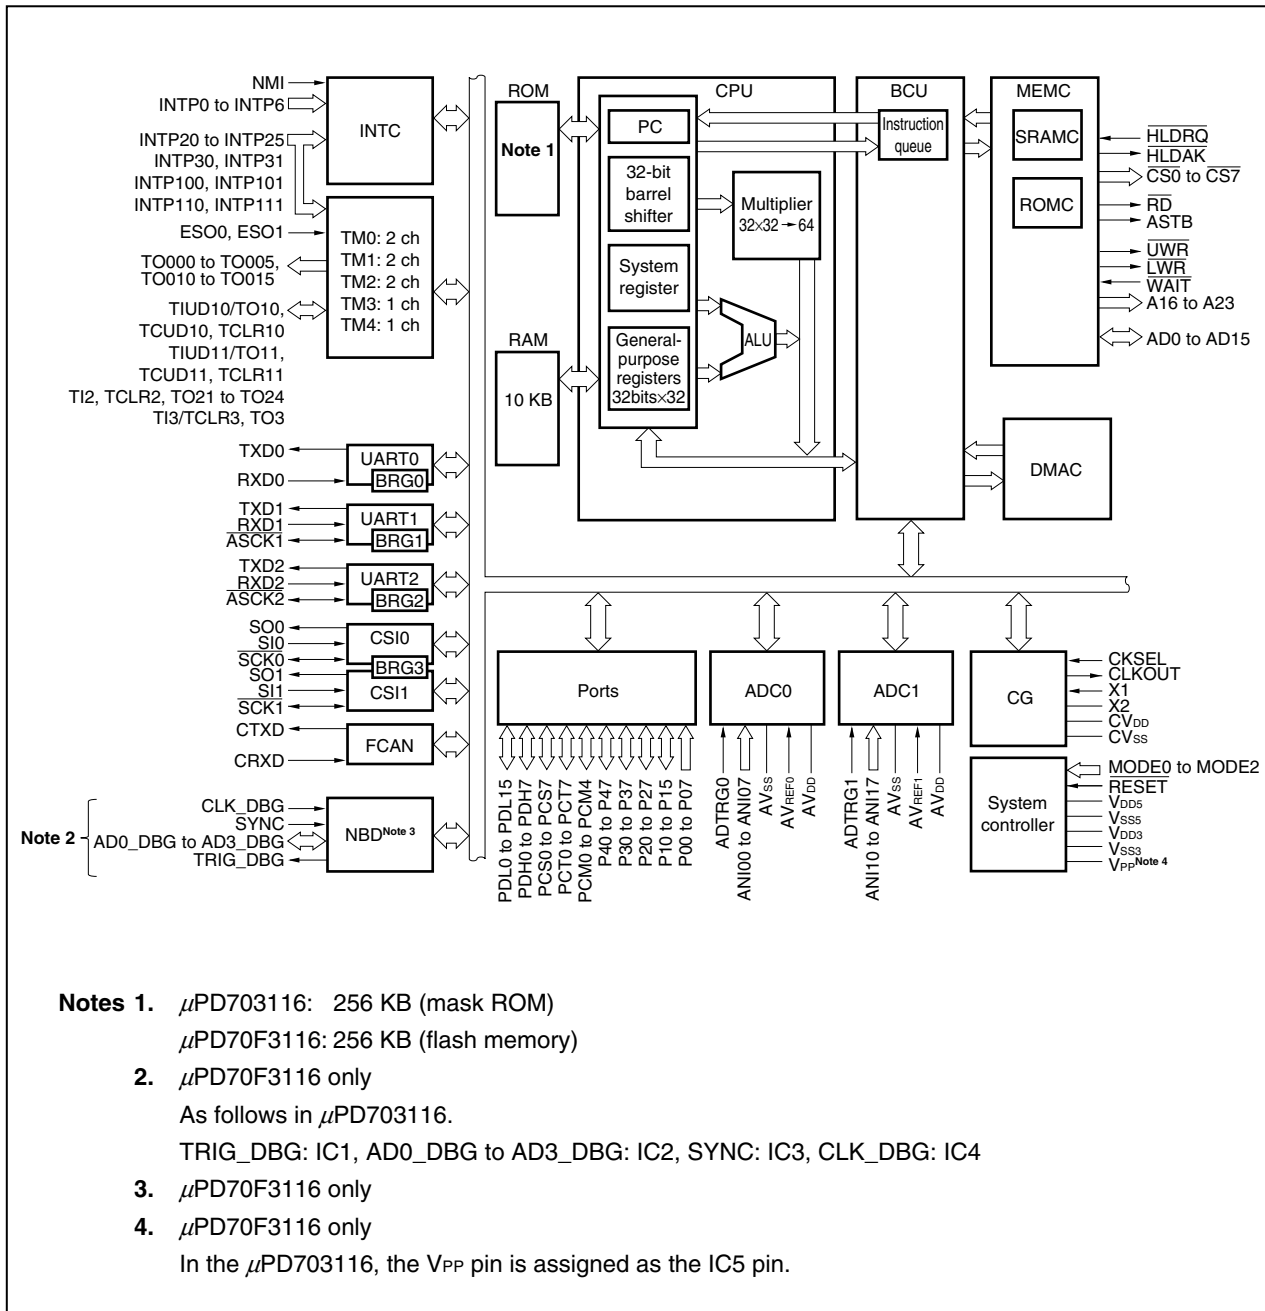 NMI
INTP0 to INTP6
INTP20 to INTP25
INTP30, INTP31
INTP100, INTP101
INTP110, INTP111
ESO0, ESO1
TO000 to TO005,
TO010 to TO015
TIUD10/TO10,
TCUD10, TCLR10
TIUD11/TO11,
TCUD11, TCLR11
TI2, TCLR2, TO21 to TO24
TI3/TCLR3, TO3
INTC
TM0: 2 ch
TM1: 2 ch
TM2: 2 ch
TM3: 1 ch
TM4: 1 ch
TXD0
RXD0
UART0
BRG0
TXD1
RXD1
ASCK1
UART1
BRG1
TXD2
RXD2
ASCK2
UART2
BRG2
SO0
SI0
SCK0
CSI0
BRG3
SO1
SI1
SCK1
CSI1
CTXD
CRXD
FCAN
Note 2
CLK_DBG
SYNC
AD0_DBG to AD3_DBG
TRIG_DBG
NBD Note 3
ROM
Note 1
RAM
10 KB
CPU
PC
32-bit
barrel
shifter
System
register
General-
purpose
registers
32bits×32
Multiplier
32×32→64
ALU
BCU
Instruction
queue
MEMC
SRAMC
ROMC
HLDRQ
HLDAK
CS0 to CS7
RD
ASTB
UWR
LWR
WAIT
A16 to A23
AD0 to AD15
DMAC
Ports
PDL0 to PDL15
PDH0 to PDH7
PCS0 to PCS7
PCT0 to PCT7
PCM0 to PCM4
P40 to P47
P30 to P37
P20 to P27
P10 to P15
P00 to P07
ADC0
ADTRG0
ANI00 to ANI07
AVSS
AVREF0
AVDD
ADC1
ADTRG1
ANI10 to ANI17
AVSS
AVREF1
AVDD
CG
CKSEL
CLKOUT
X1
X2
CVDD
CVSS
System
controller
MODE0 to MODE2
RESET
VDD5
VSS5
VDD3
VSS3
VPP Note 4
Notes 1. μPD703116: 256 KB (mask ROM)
μPD70F3116: 256 KB (flash memory)
2. μPD70F3116 only
As follows in μPD703116.
TRIG_DBG: IC1, AD0_DBG to AD3_DBG: IC2, SYNC: IC3, CLK_DBG: IC4
3. μPD70F3116 only
4. μPD70F3116 only
In the μPD703116, the VPP pin is assigned as the IC5 pin.